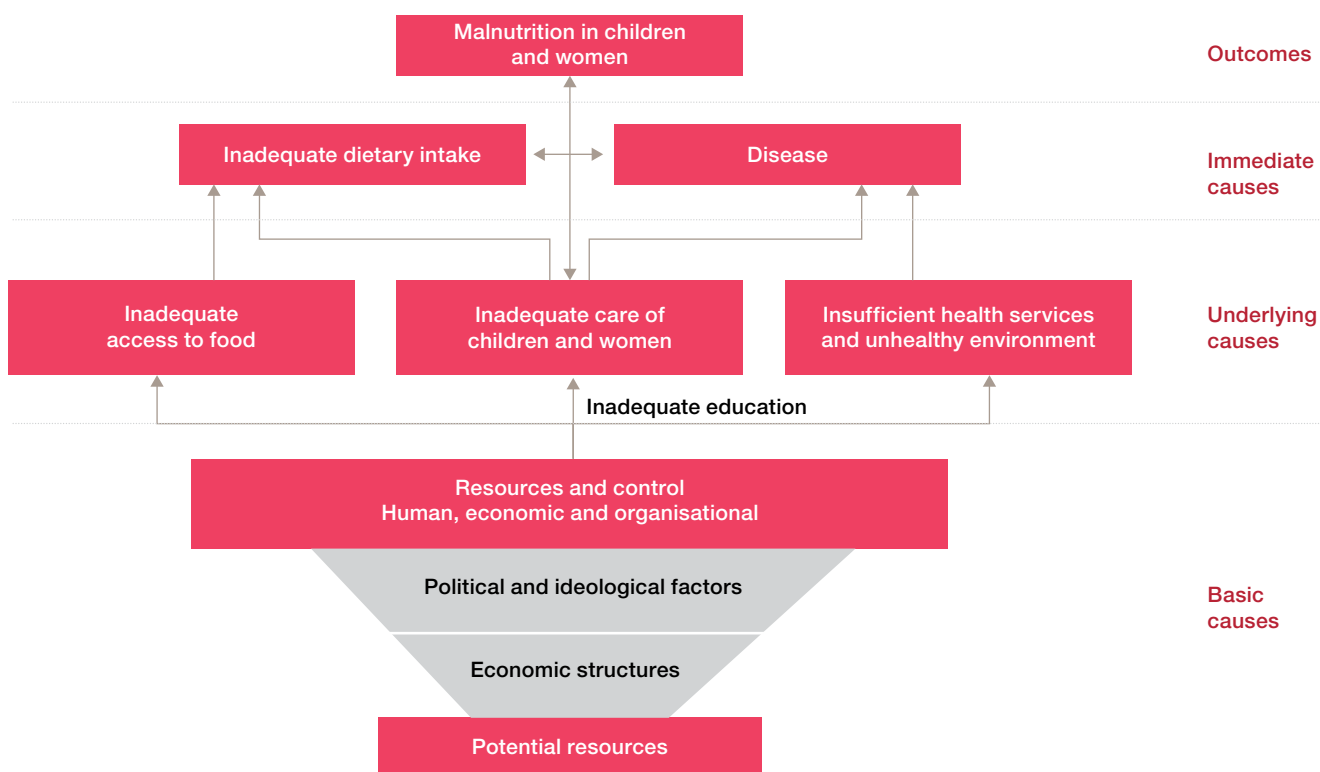 Malnutrition in children
and women
Outcomes
Inadequate dietary intake
Disease
Immediate
causes
Inadequate
access to food
Inadequate care of
children and women
Insufficient health services
and unhealthy environment
Underlying
causes
Inadequate education
Resources and control
Human, economic and organisational
Political and ideological factors
Economic structures
Basic
causes
Potential resources